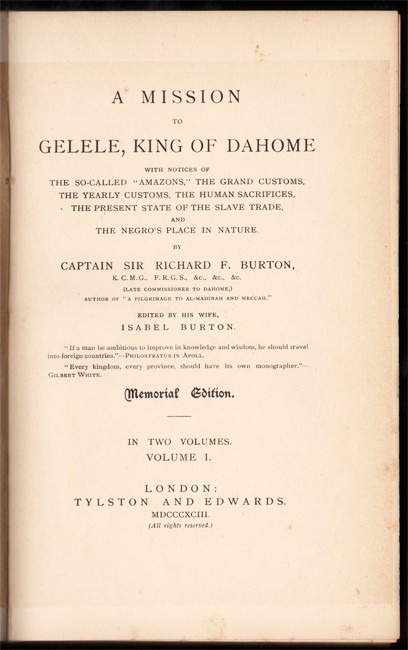 A MISSION
TO
GELELE, KING OF DAHOME
WITH NOTICES OF
THE SO-CALLED "AMAZONS," THE GRAND CUSTOMS,
THE YEARLY CUSTOMS, THE HUMAN SACRIFICES,
THE PRESENT STATE OF THE SLAVE TRADE,
AND
THE NEGRO'S PLACE IN NATURE.
BY
CAPTAIN SIR RICHARD F. BURTON,
K.C.M.G., F.R.G.S., &c., &c., &c.
(LATE COMMISSIONER TO DAHOME,)
AUTHOR OF "A PILGRIMAGE TO AL-MADINAH AND MECCAH."
EDITED BY HIS WIFE,
ISABEL BURTON.
"If a man be ambitious to improve in knowledge and wisdom, he should travel
into foreign countries."—PHILOSTRATUS IN APOLL.
"Every kingdom, every province, should have its own monographer."—
GILBERT WHITE.
Memorial Edition.
IN TWO VOLUMES.
VOLUME I.
LONDON:
TYLSTON AND EDWARDS.
MDCCCXCIII.
(All rights reserved.)